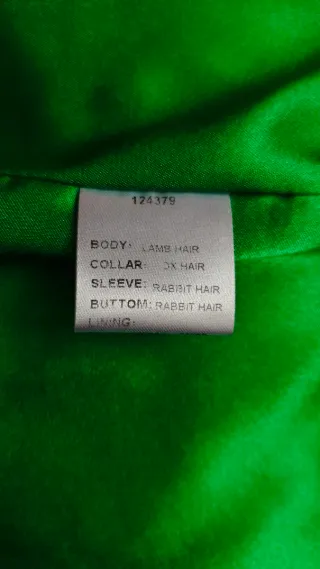 124379
BODY: LAMB HAIR
COLLAR: OX HAIR
SLEEVE: RABBIT HAIR
BUTTOM: RABBIT HAIR
LINING: